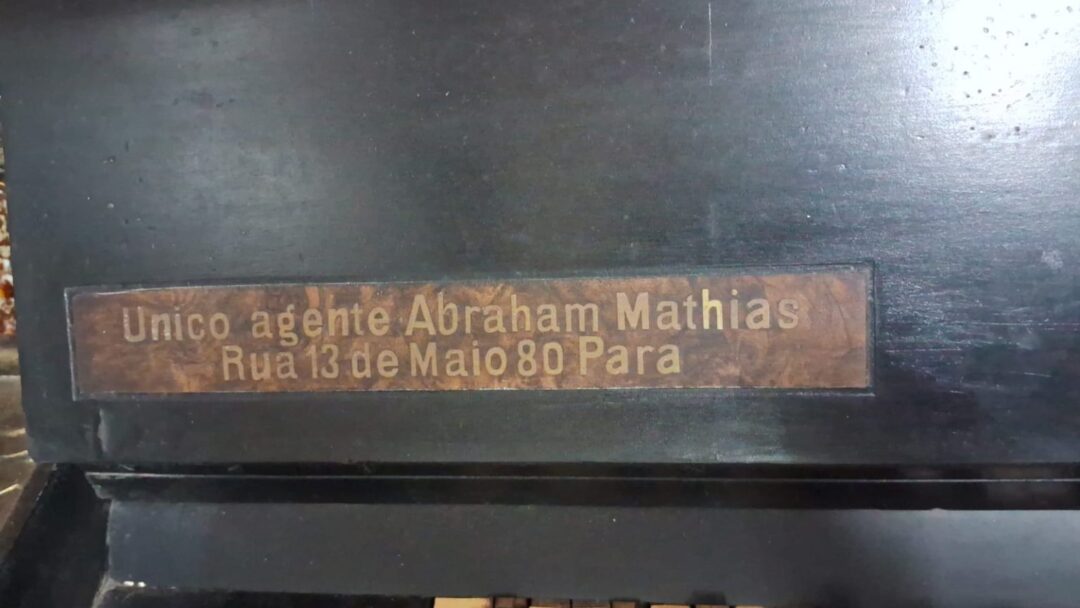 Unico agente Abraham Mathias
Rua 13 de Maio 80 Para